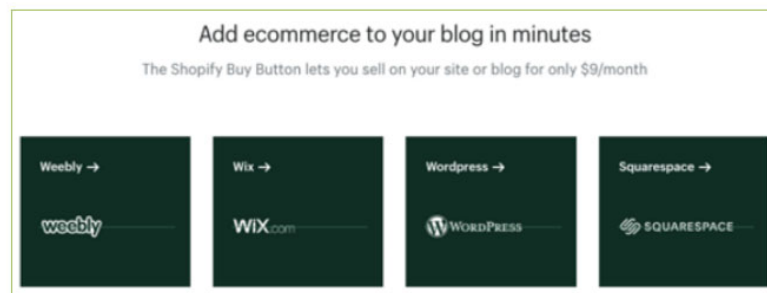 Add ecommerce to your blog in minutes
The Shopify Buy Button lets you sell on your site or blog for only $9/month
Weebly →
weebly
Wix →
WiX.com
Wordpress →
WORDPRESS
Squarespace →
SQUARESPACE